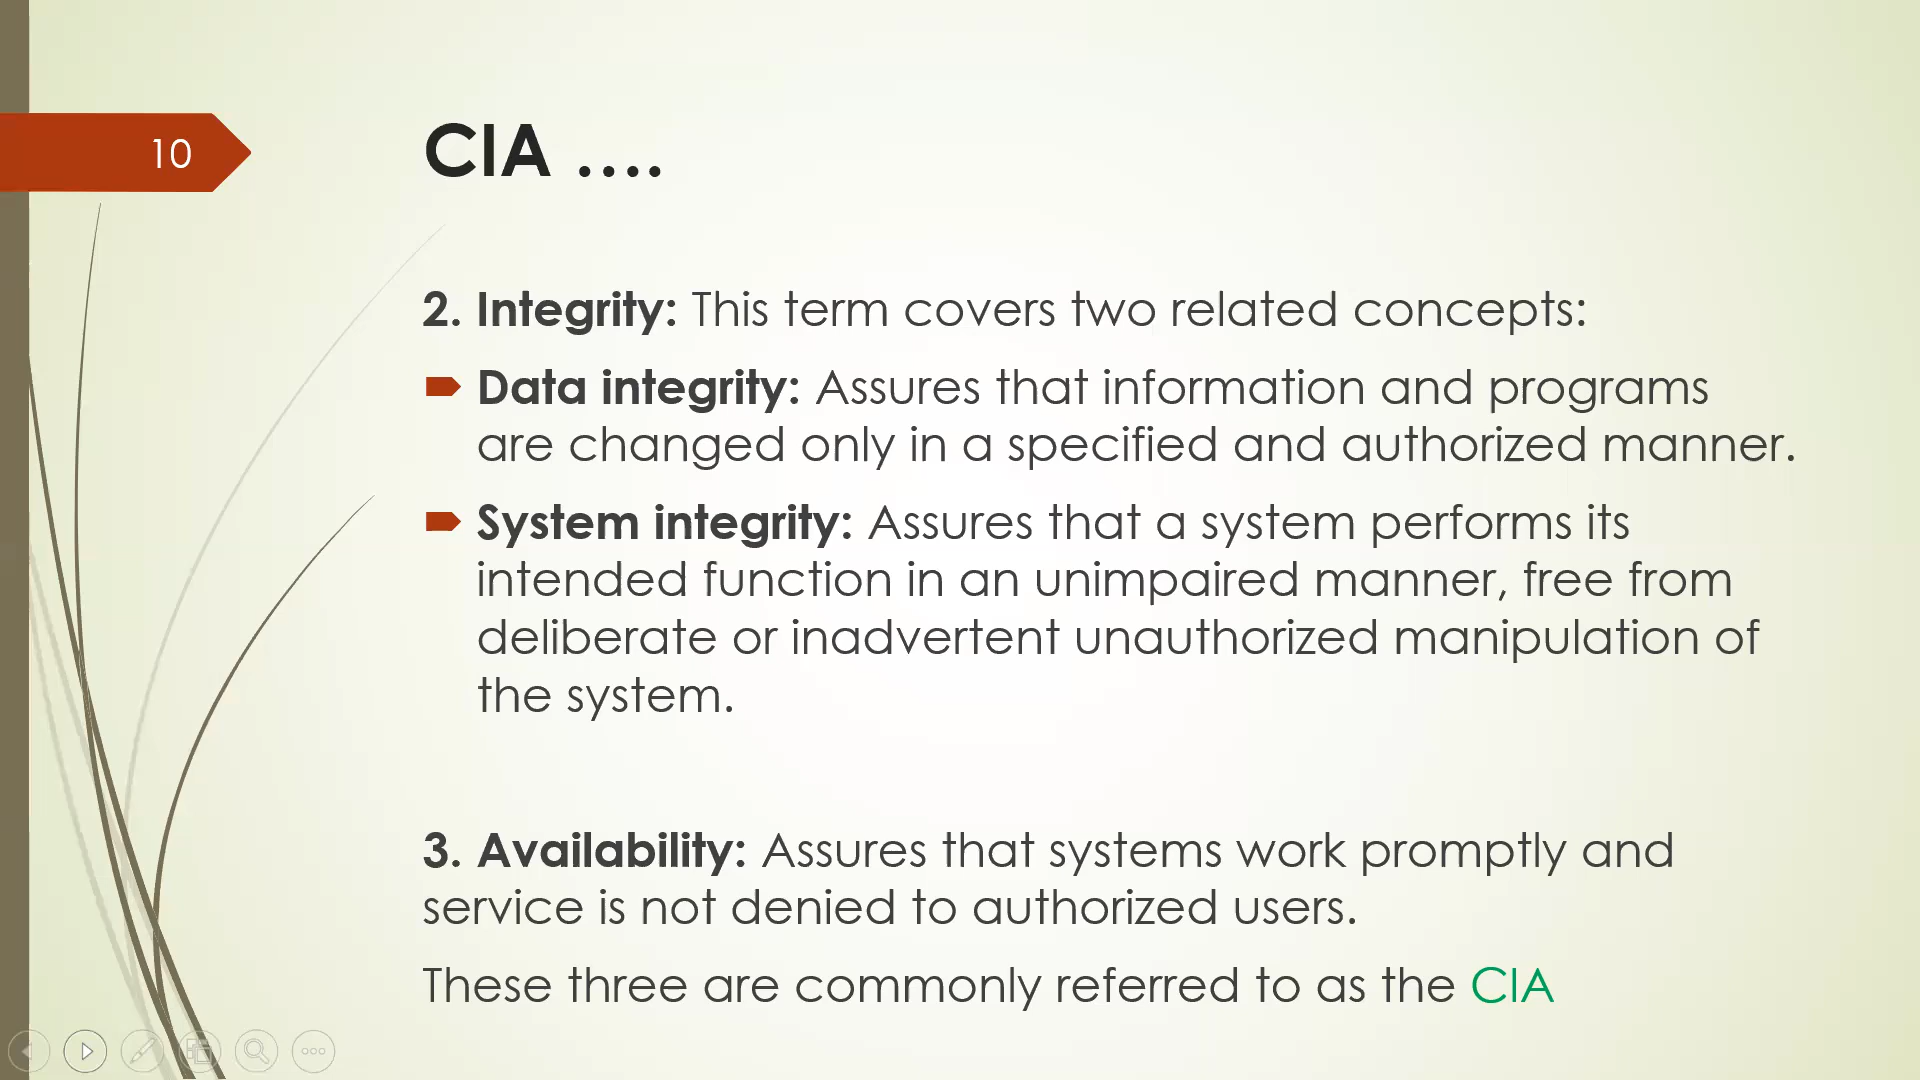 10
CIA ....
2. Integrity: This term covers two related concepts:
Data integrity: Assures that information and programs
are changed only in a specified and authorized manner.
System integrity: Assures that a system performs its
intended function in an unimpaired manner, free from
deliberate or inadvertent unauthorized manipulation of
the system.
3. Availability: Assures that systems work promptly and
service is not denied to authorized users.
These three are commonly referred to as the CIA